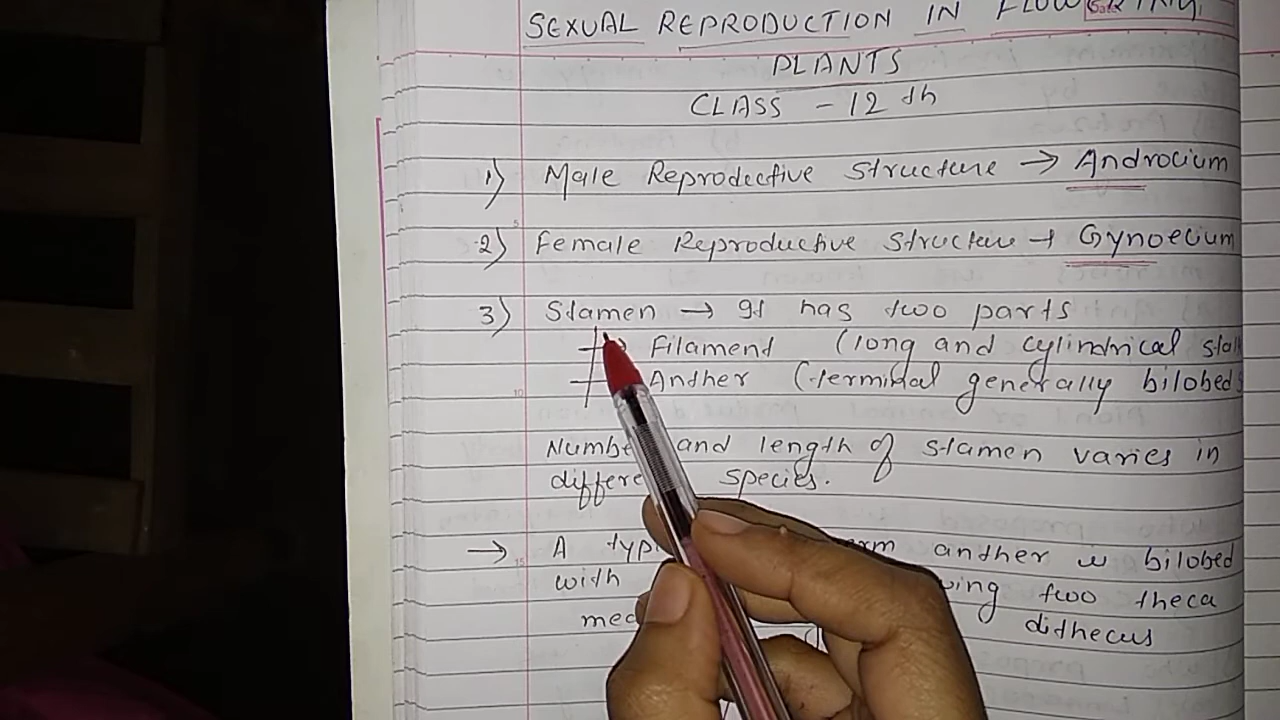 SEXUAL REPRODUCTION IN
PLANTS
CLASS - 12 th
1) Male Reproductive Structure → Androcium
2) Female Reproductive Structure → Gynoecium
3) Stamen → It has two parts
Filament (long and cylindrical
Anther (terminal generally bilobed
and length of stamen varies in
species.
→ A anther is bilobed
with two theca
dithecus